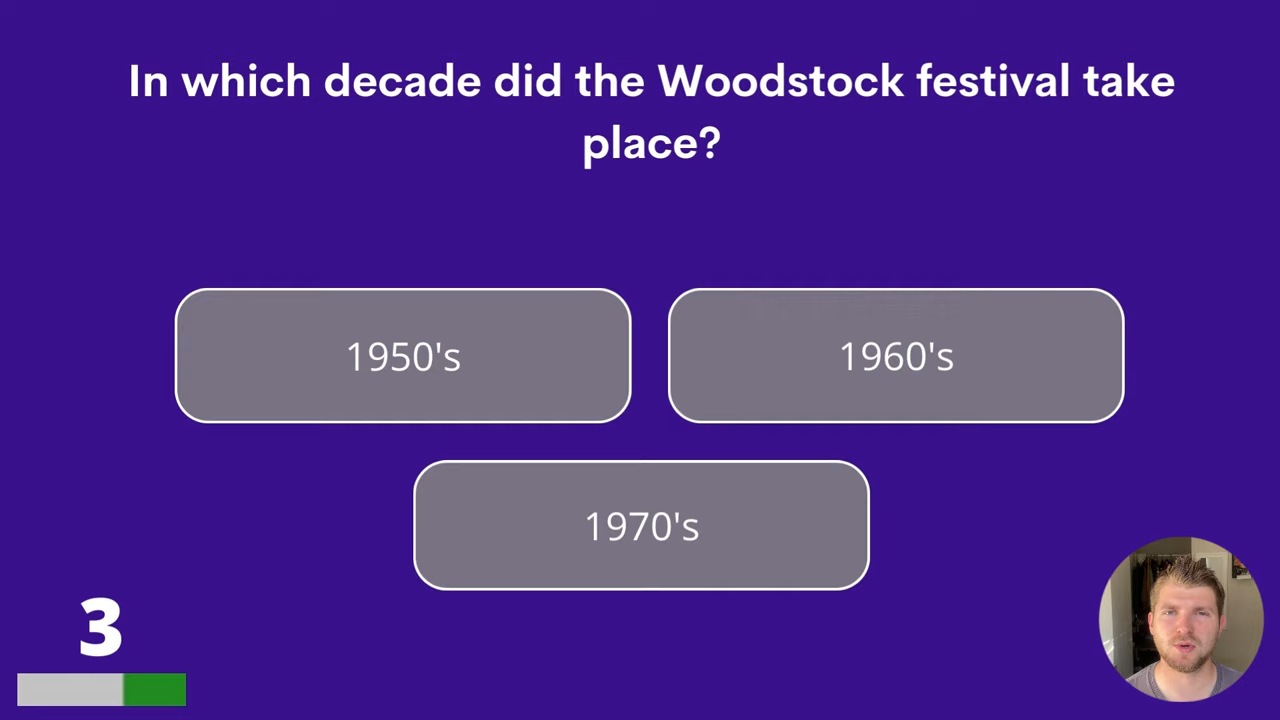 In which decade did the Woodstock festival take
place?
1950's
1960's
1970's
3